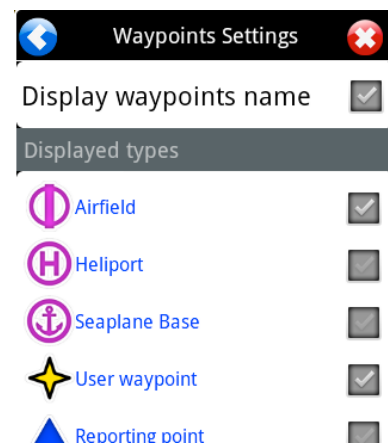 Waypoints Settings
Display waypoints name
Displayed types
Airfield
H Heliport
Seaplane Base
User waypoint
Reporting point